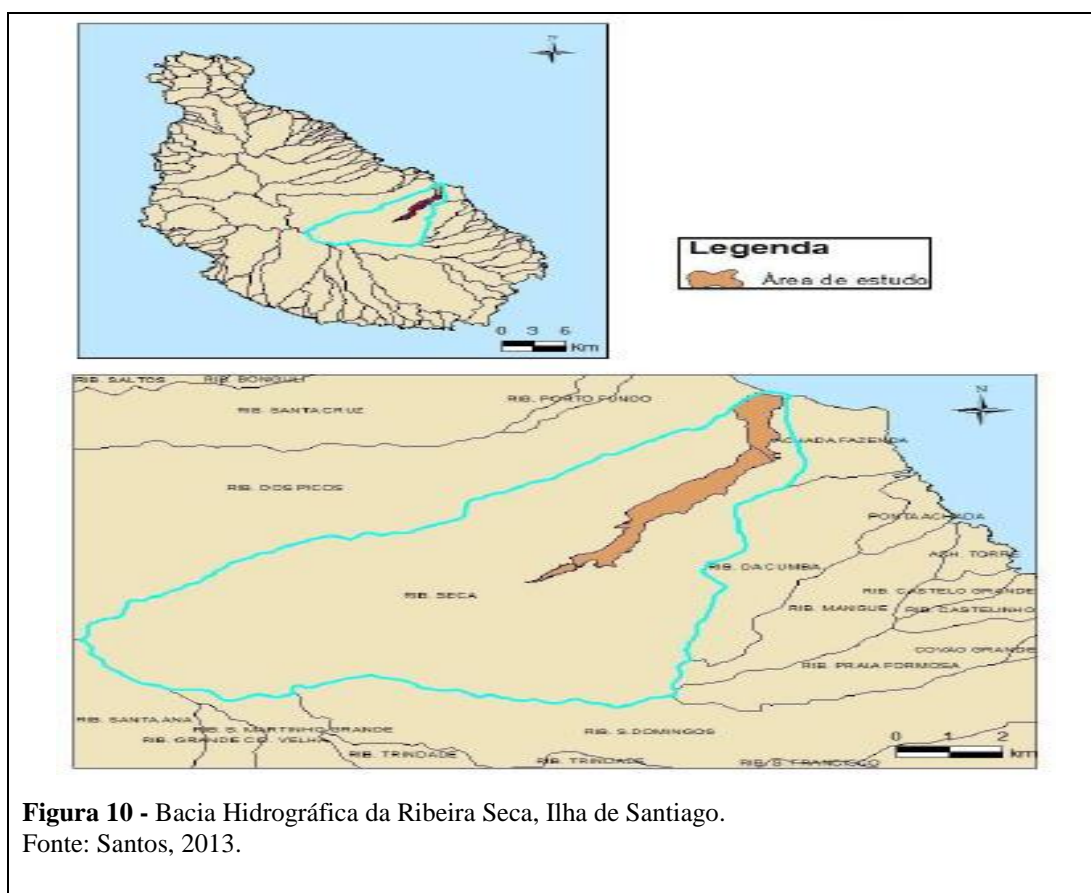 N
0 3 6
Km
Legenda
Área de estudo
RIB. SALTOS
RIB. BONGULI
RIB. SANTA CRUZ
RIB. PORTO FUNDO
N
ACHADA FAZENDA
RIB. DOS PICOS
PONTA ACHADA
ACH. TORRE
RIB. DA CUMBA
RIB. SECA
RIB. CASTELO GRANDE
RIB. MANGUE
RIB. CASTELINHO
COVÃO GRANDE
RIB. PRAIA FORMOSA
RIB. SANTA ANA
RIB. S. MARTINHO GRANDE
RIB. GRANDE CD. VELHA
RIB. S. DOMINGOS
RIB. TRINDADE
RIB. TRINDADE
RIB. S. FRANCISCO
0 1 2
km
Figura 10 - Bacia Hidrográfica da Ribeira Seca, Ilha de Santiago.
Fonte: Santos, 2013.